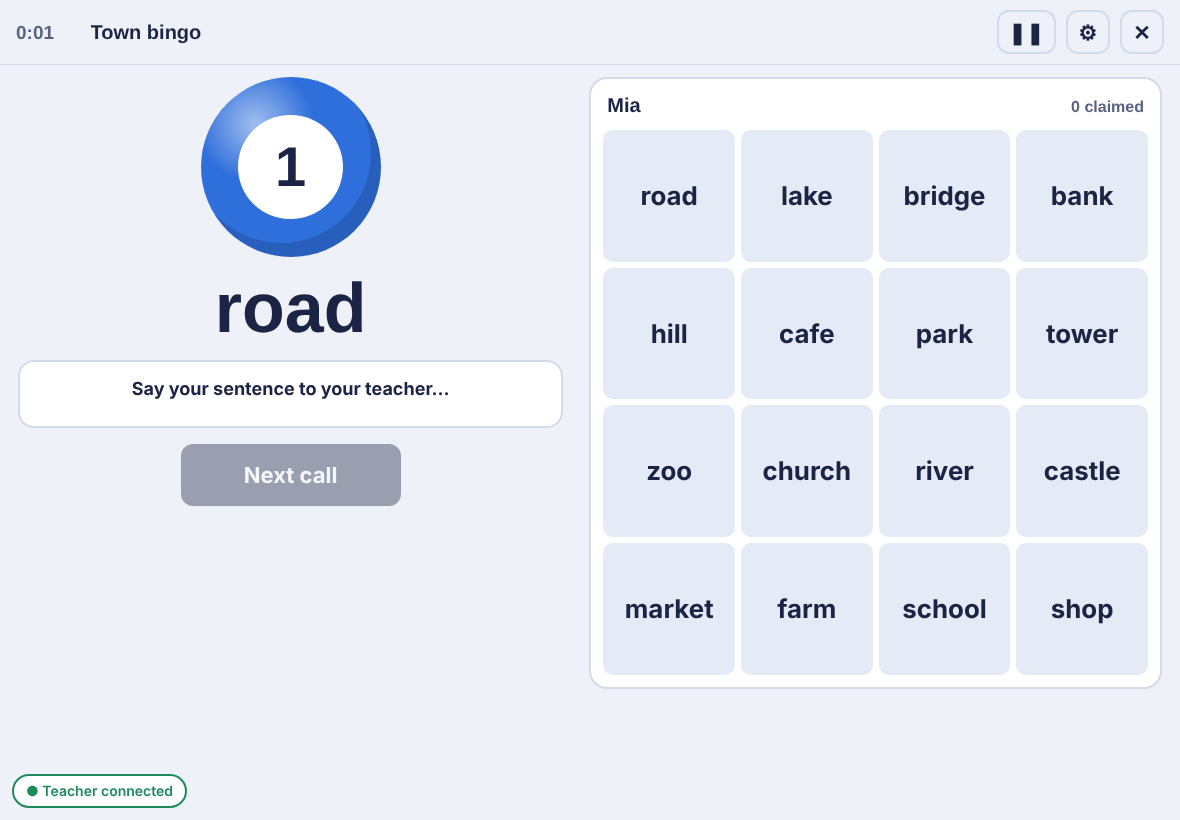 0:01 Town bingo
1
road
Say your sentence to your teacher...
Next call
Mia 0 claimed
road lake bridge bank
hill cafe park tower
zoo church river castle
market farm school shop
Teacher connected